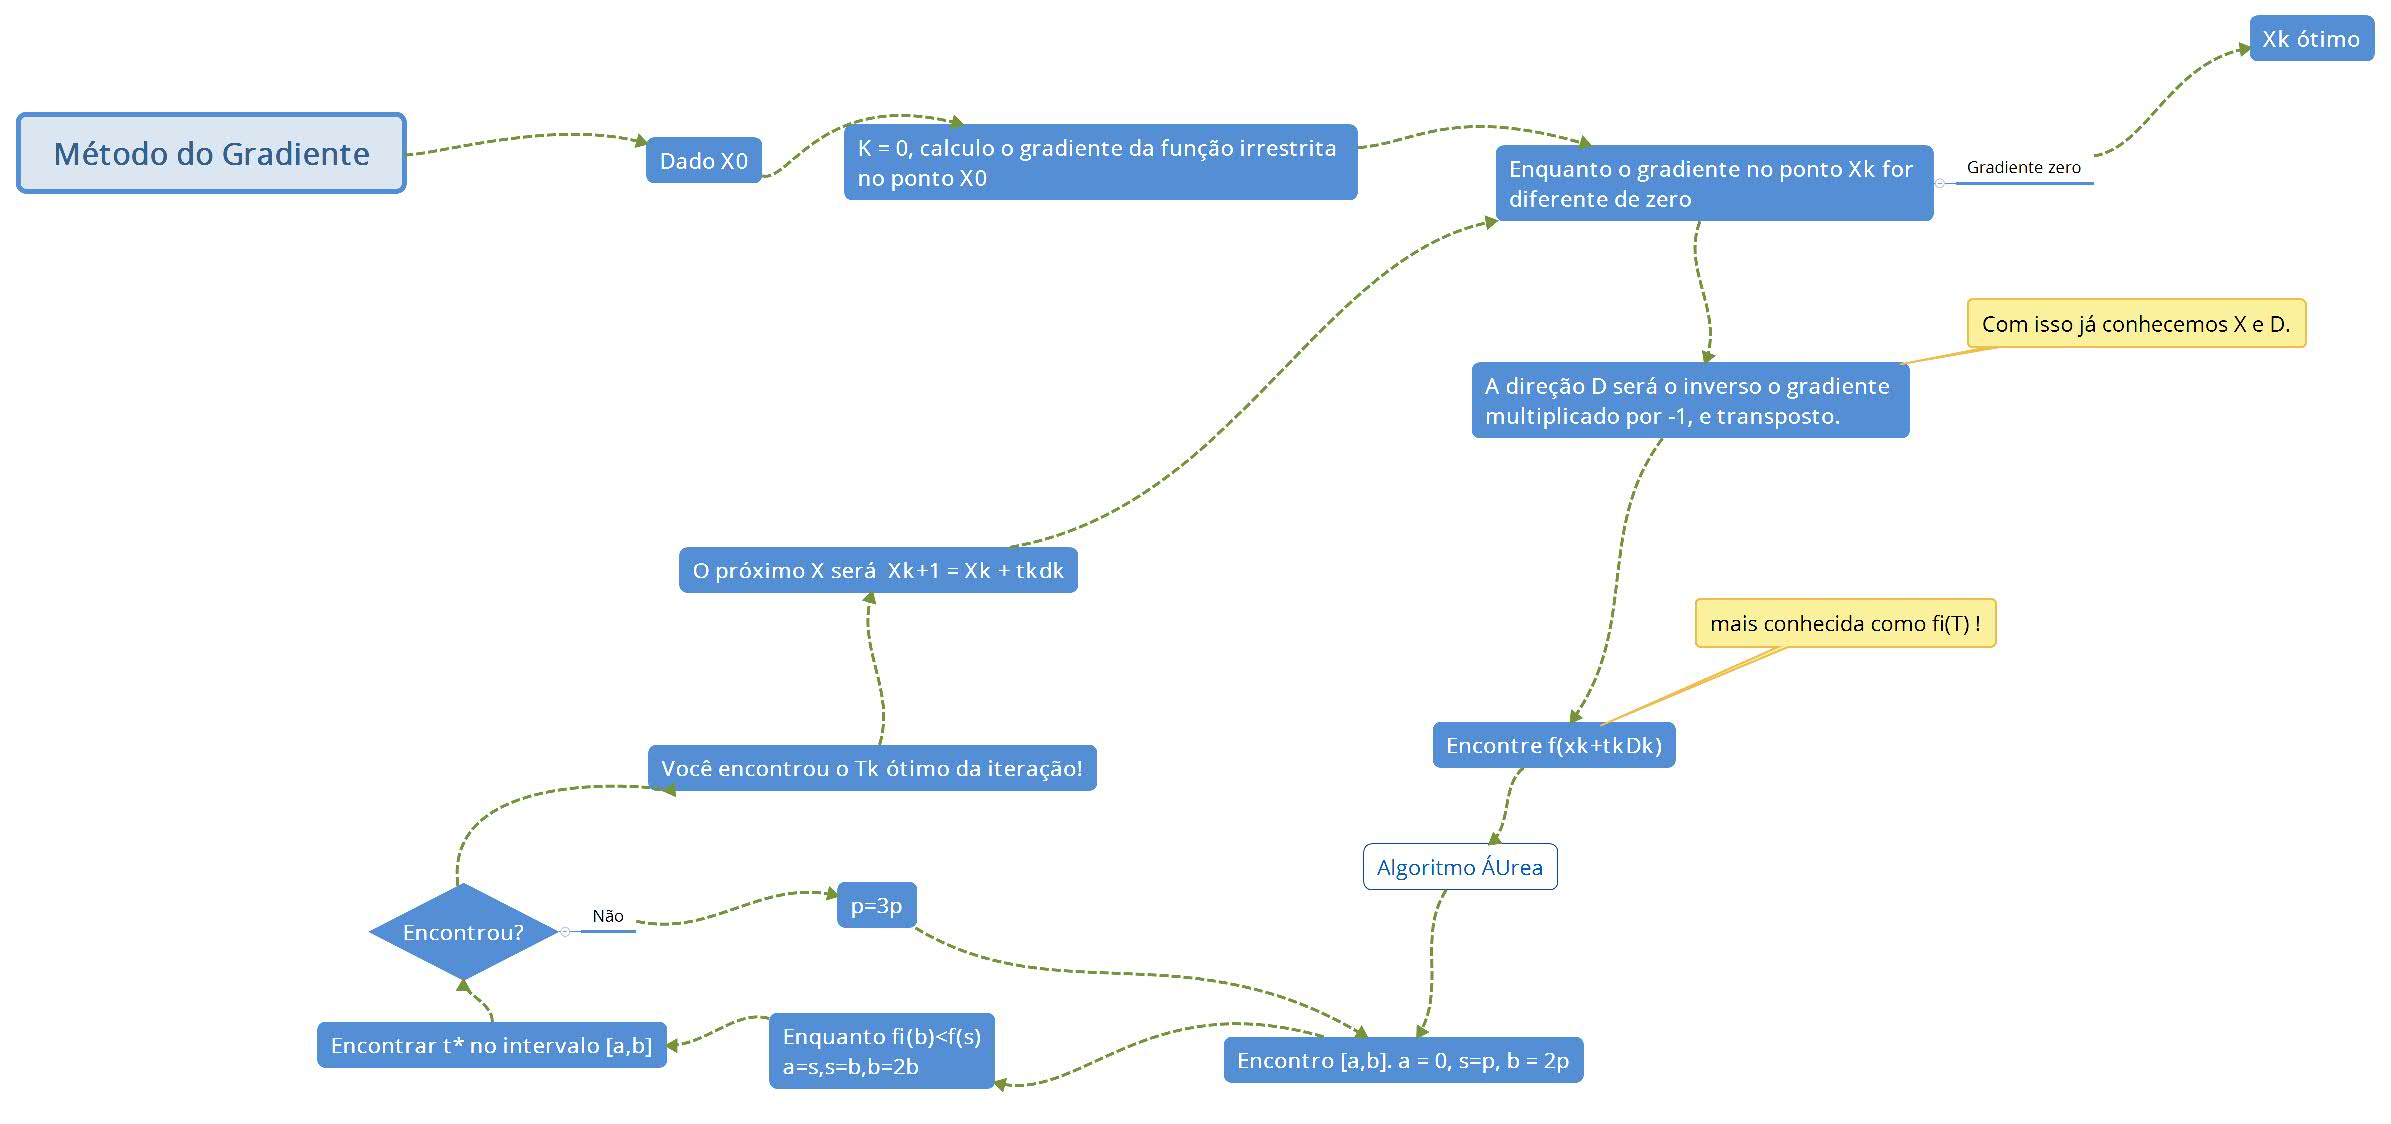 Método do Gradiente
Dado X0
K = 0, calculo o gradiente da função irrestrita
no ponto X0
Enquanto o gradiente no ponto Xk for
diferente de zero
Gradiente zero
Xk ótimo
Com isso já conhecemos X e D.
A direção D será o inverso o gradiente
multiplicado por -1, e transposto.
mais conhecida como fi(T) !
Encontre f(xk+tkDk)
Algoritmo ÁUrea
Encontro [a,b]. a = 0, s=p, b = 2p
Enquanto fi(b)<f(s)
a=s,s=b,b=2b
Encontrar t* no intervalo [a,b]
Encontrou?
Não
p=3p
Você encontrou o Tk ótimo da iteração!
O próximo X será  Xk+1 = Xk + tkdk